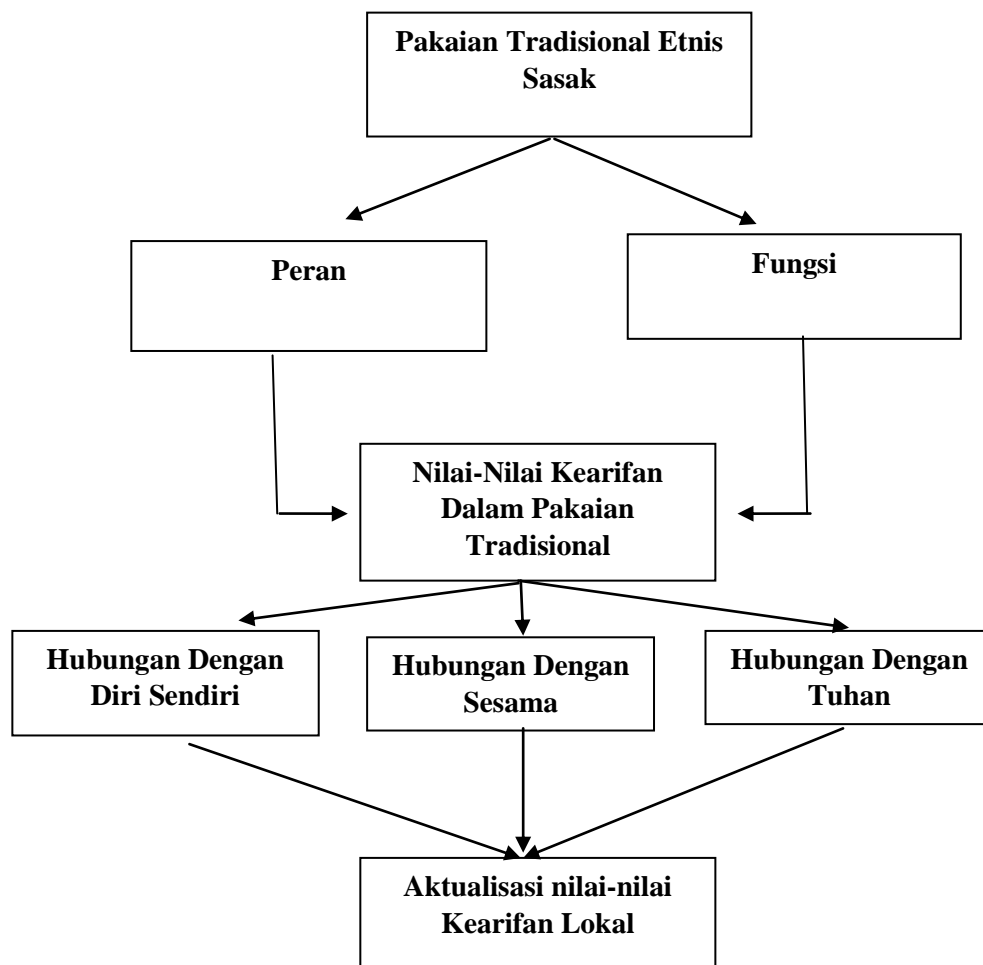 Pakaian Tradisional Etnis
Sasak
Peran
Fungsi
Nilai-Nilai Kearifan
Dalam Pakaian
Tradisional
Hubungan Dengan
Diri Sendiri
Hubungan Dengan
Sesama
Hubungan Dengan
Tuhan
Aktualisasi nilai-nilai
Kearifan Lokal